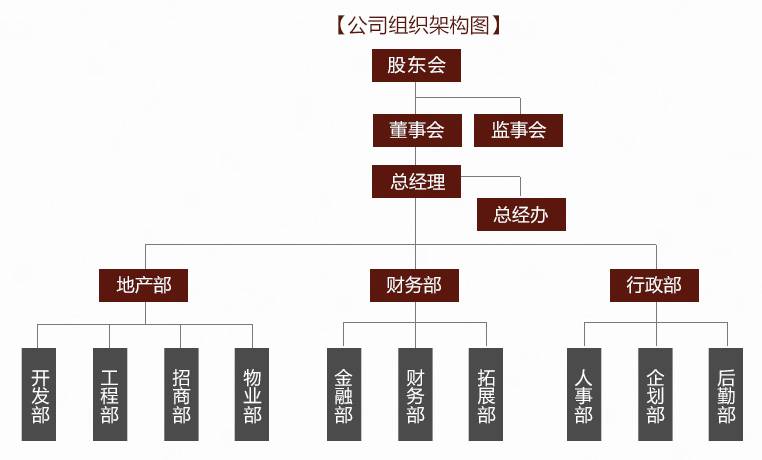 【公司组织架构图】
股东会
董事会
监事会
总经理
总经办
地产部
财务部
行政部
开发部
工程部
招商部
物业部
金融部
财务部
拓展部
人事部
企划部
后勤部